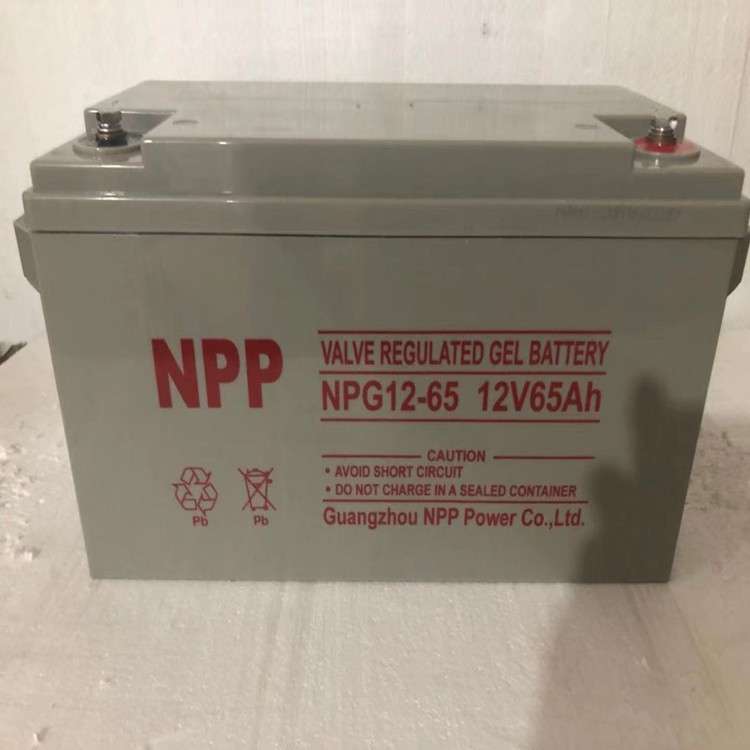 NPP
VALVE REGULATED GEL BATTERY
NPG12-65 12V65Ah
CAUTION
• AVOID SHORT CIRCUIT
• DO NOT CHARGE IN A SEALED CONTAINER
Pb Pb
Guangzhou NPP Power Co.,Ltd.